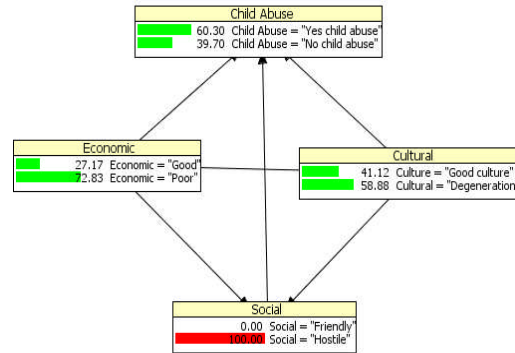 Child Abuse
60.30 Child Abuse = "Yes child abuse"
39.70 Child Abuse = "No child abuse"
Economic
27.17 Economic = "Good"
72.83 Economic = "Poor"
Cultural
41.12 Culture = "Good culture"
58.88 Cultural = "Degeneration
Social
0.00 Social = "Friendly"
100.00 Social = "Hostile"